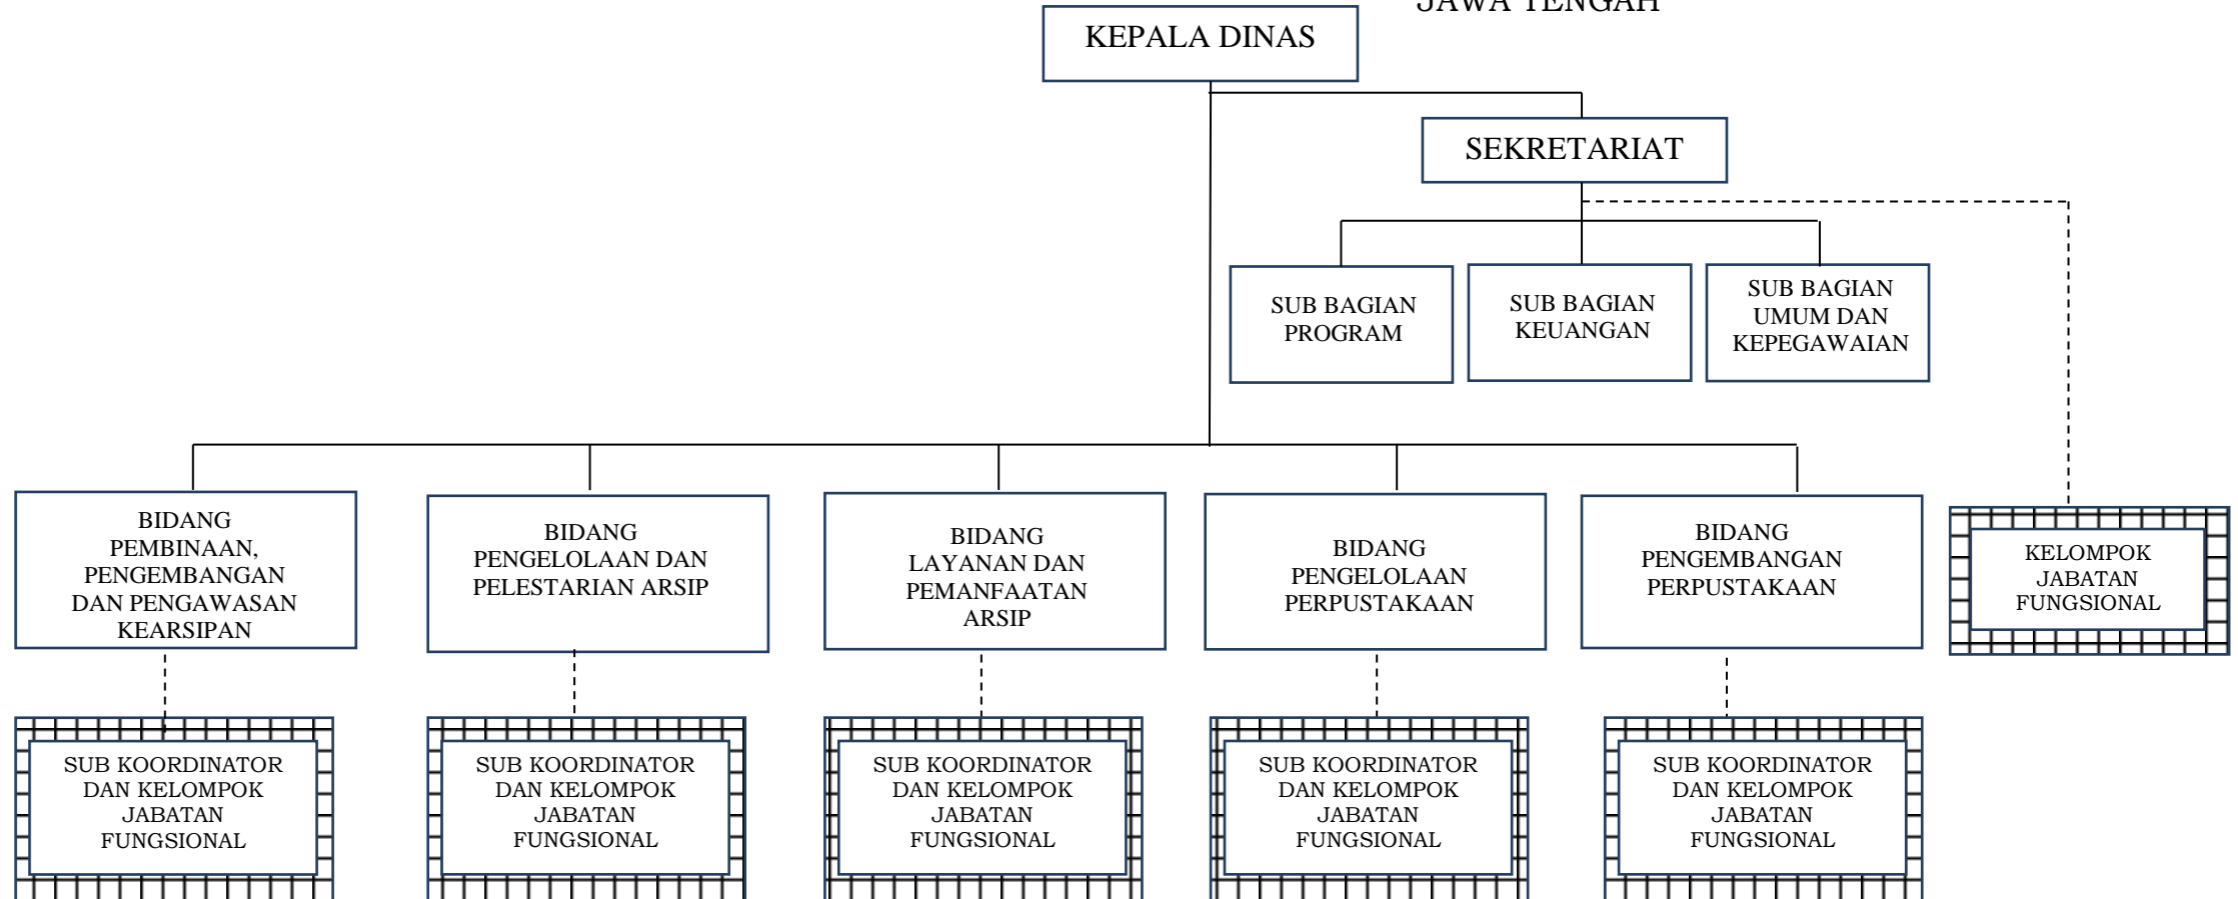 JAWA TENGAH
KEPALA DINAS
SEKRETARIAT
SUB BAGIAN
PROGRAM
SUB BAGIAN
KEUANGAN
SUB BAGIAN
UMUM DAN
KEPEGAWAIAN
BIDANG
PEMBINAAN,
PENGEMBANGAN
DAN PENGAWASAN
KEARSIPAN
BIDANG
PENGELOLAAN DAN
PELESTARIAN ARSIP
BIDANG
LAYANAN DAN
PEMANFAATAN
ARSIP
BIDANG
PENGELOLAAN
PERPUSTAKAAN
BIDANG
PENGEMBANGAN
PERPUSTAKAAN
KELOMPOK
JABATAN
FUNGSIONAL
SUB KOORDINATOR
DAN KELOMPOK
JABATAN
FUNGSIONAL
SUB KOORDINATOR
DAN KELOMPOK
JABATAN
FUNGSIONAL
SUB KOORDINATOR
DAN KELOMPOK
JABATAN
FUNGSIONAL
SUB KOORDINATOR
DAN KELOMPOK
JABATAN
FUNGSIONAL
SUB KOORDINATOR
DAN KELOMPOK
JABATAN
FUNGSIONAL